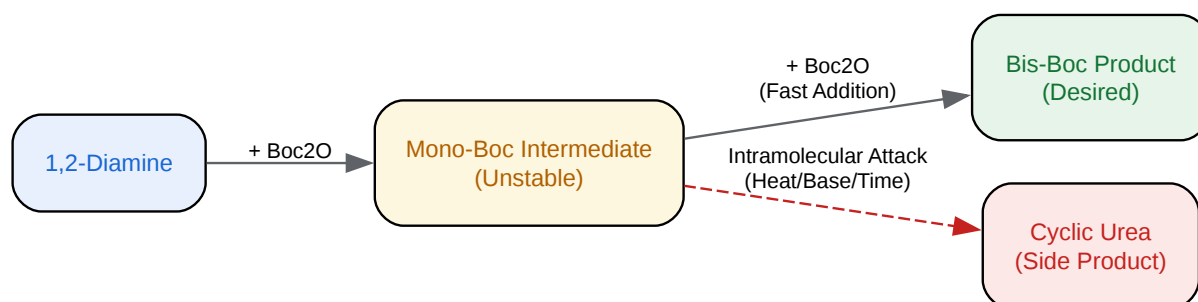 1,2-Diamine
+ Boc2O
Mono-Boc Intermediate
(Unstable)
+ Boc2O
(Fast Addition)
Bis-Boc Product
(Desired)
Intramolecular Attack
(Heat/Base/Time)
Cyclic Urea
(Side Product)